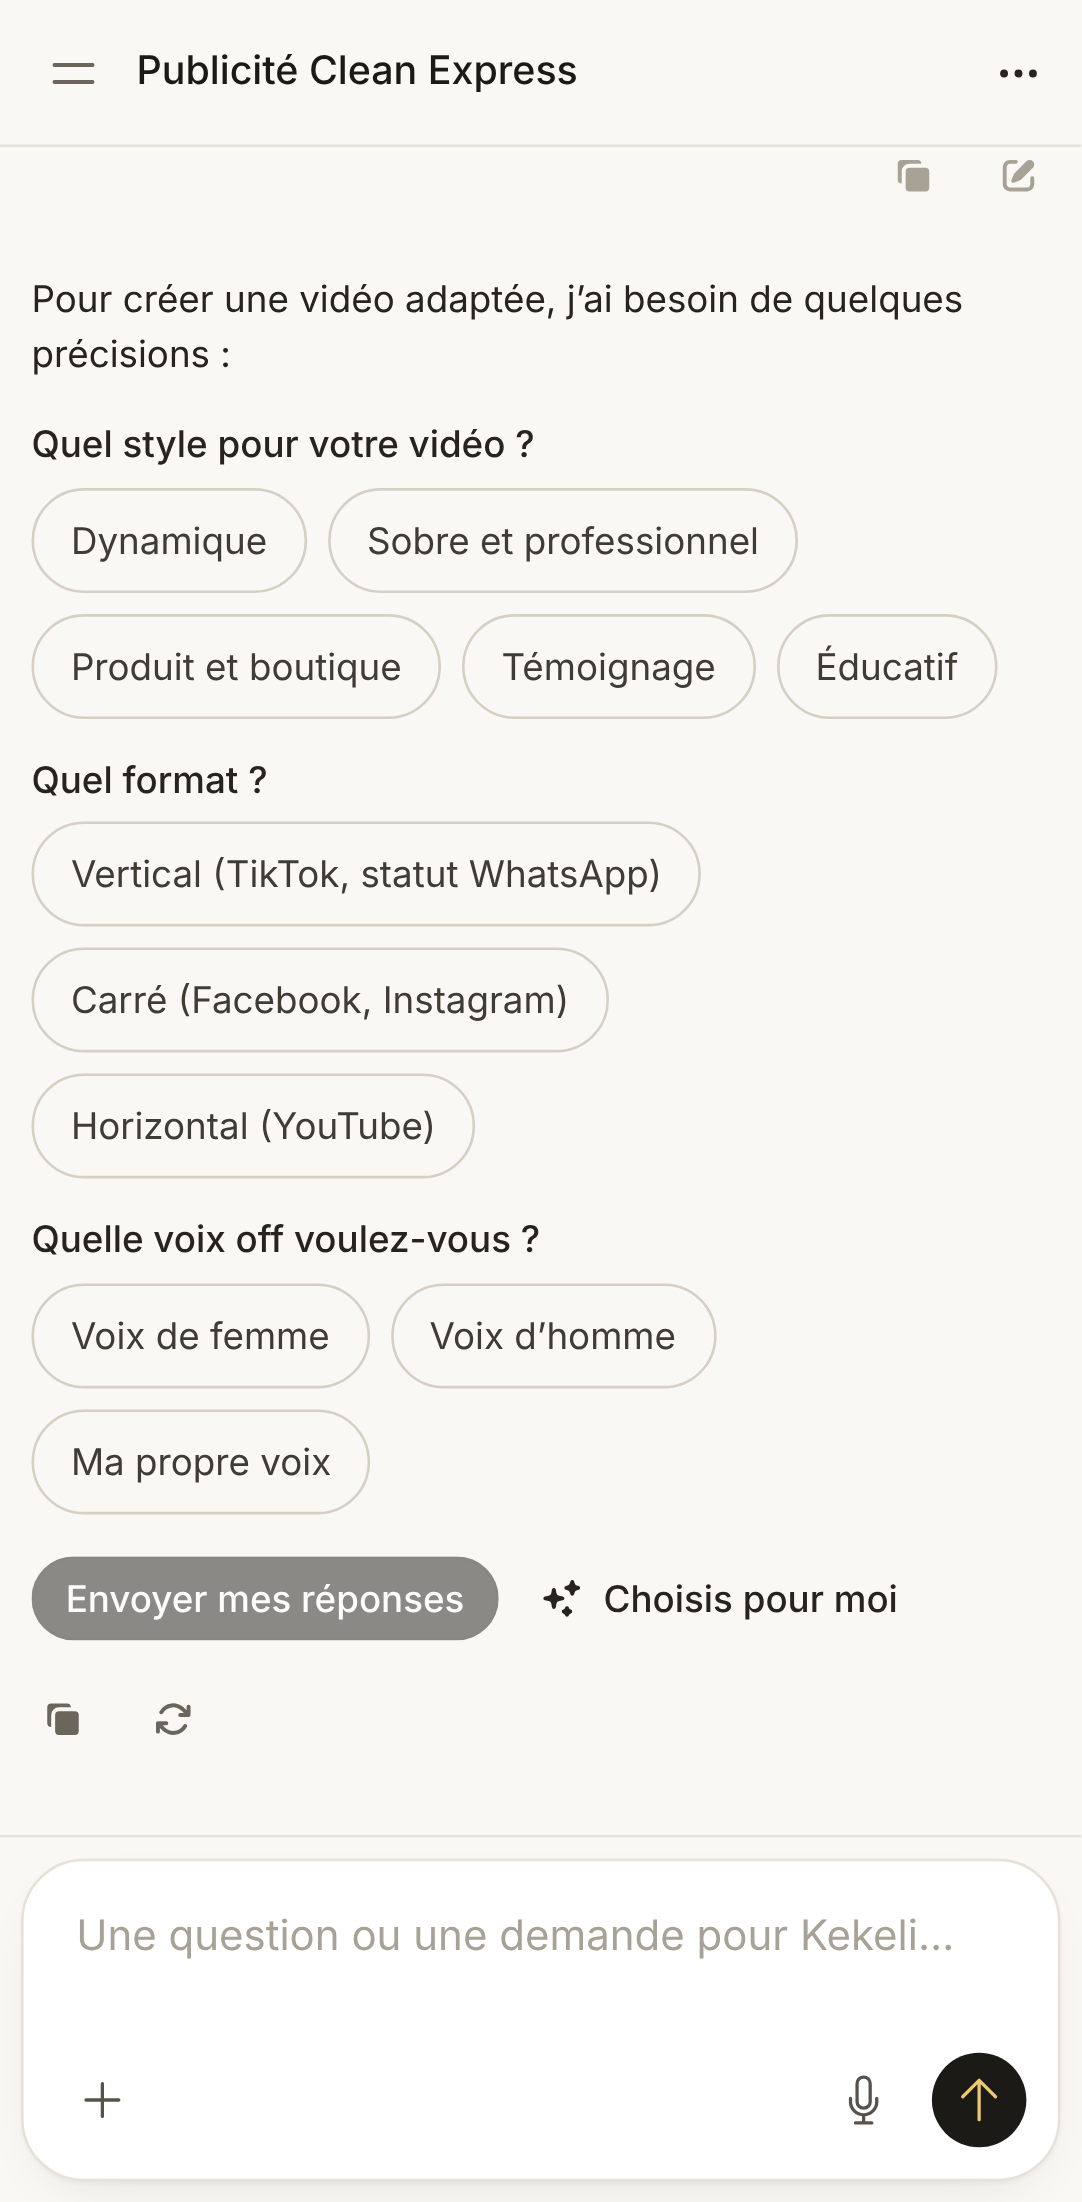 Publicité Clean Express
Pour créer une vidéo adaptée, j’ai besoin de quelques
précisions :
Quel style pour votre vidéo ?
Dynamique
Sobre et professionnel
Produit et boutique
Témoignage
Éducatif
Quel format ?
Vertical (TikTok, statut WhatsApp)
Carré (Facebook, Instagram)
Horizontal (YouTube)
Quelle voix off voulez-vous ?
Voix de femme
Voix d’homme
Ma propre voix
Envoyer mes réponses
Choisis pour moi
Une question ou une demande pour Kekeli...